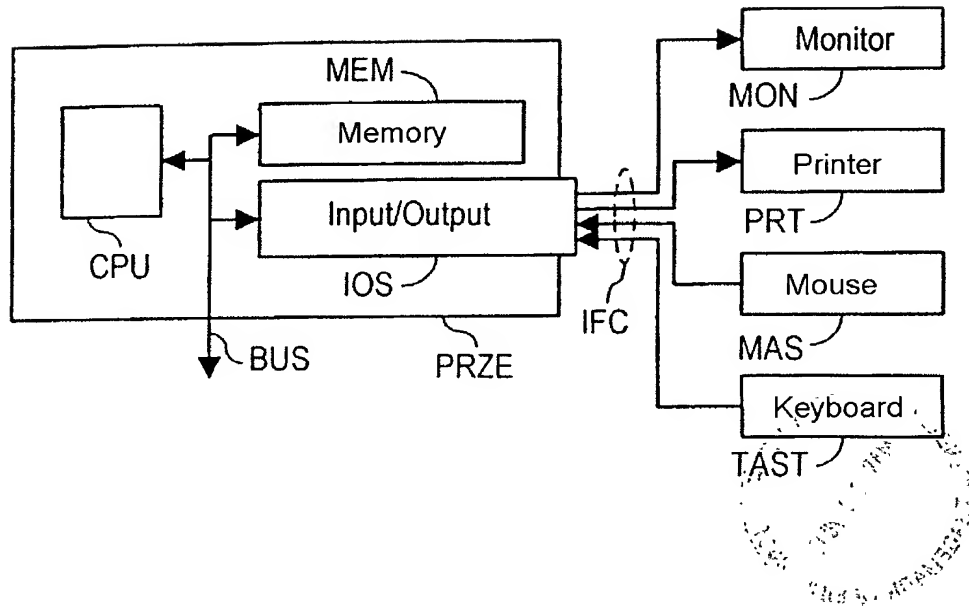 Monitor
MON
MEM
Memory
Printer
PRT
CPU
Input/Output
IOS
IFC
Mouse
MAS
BUS
PRZE
Keyboard
TAST